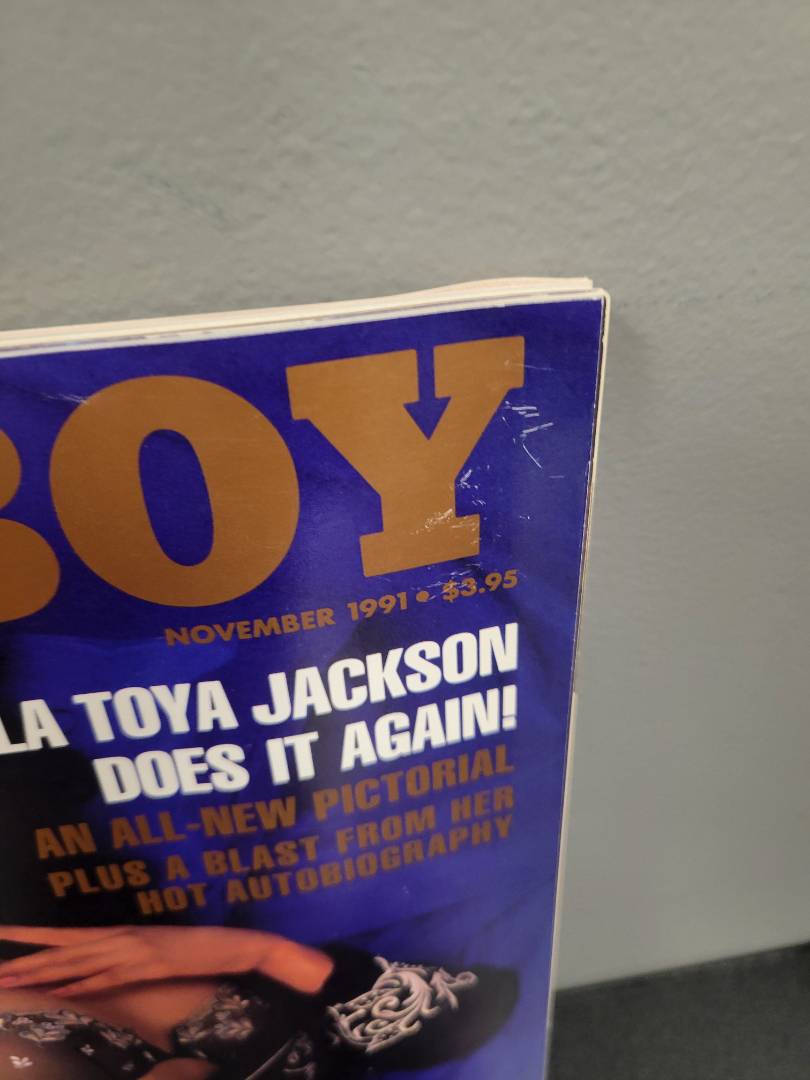 BOY
NOVEMBER 1991 • $3.95
LA TOYA JACKSON
DOES IT AGAIN!
AN ALL-NEW PICTORIAL
PLUS A BLAST FROM HER
HOT AUTOBIOGRAPHY